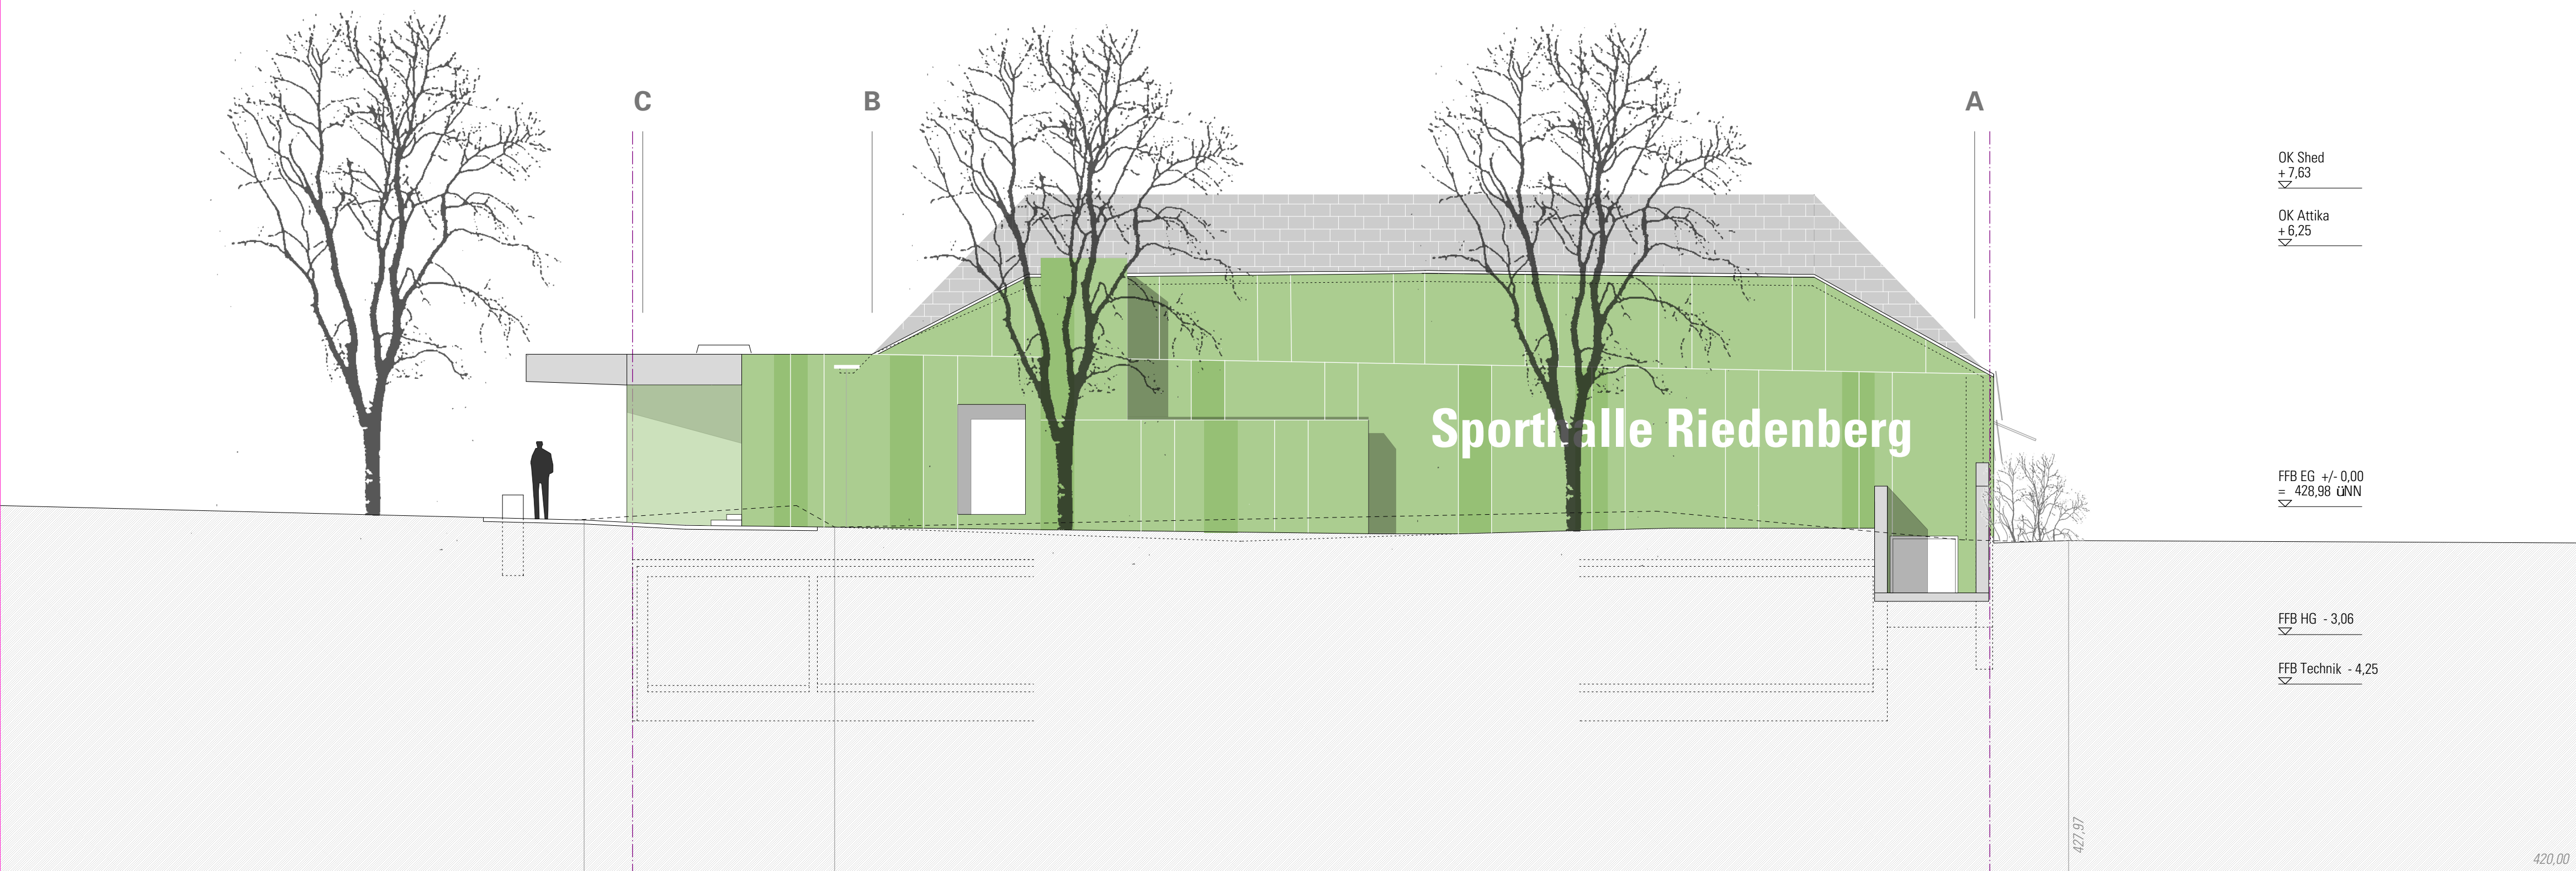 C
B
A
OK Shed
+ 7,63
OK Attika
+ 6,25
Sporthalle Riedenberg
FFB EG +/- 0,00
= 428,98 üNN
FFB HG - 3,06
FFB Technik - 4,25
427,97
420,00